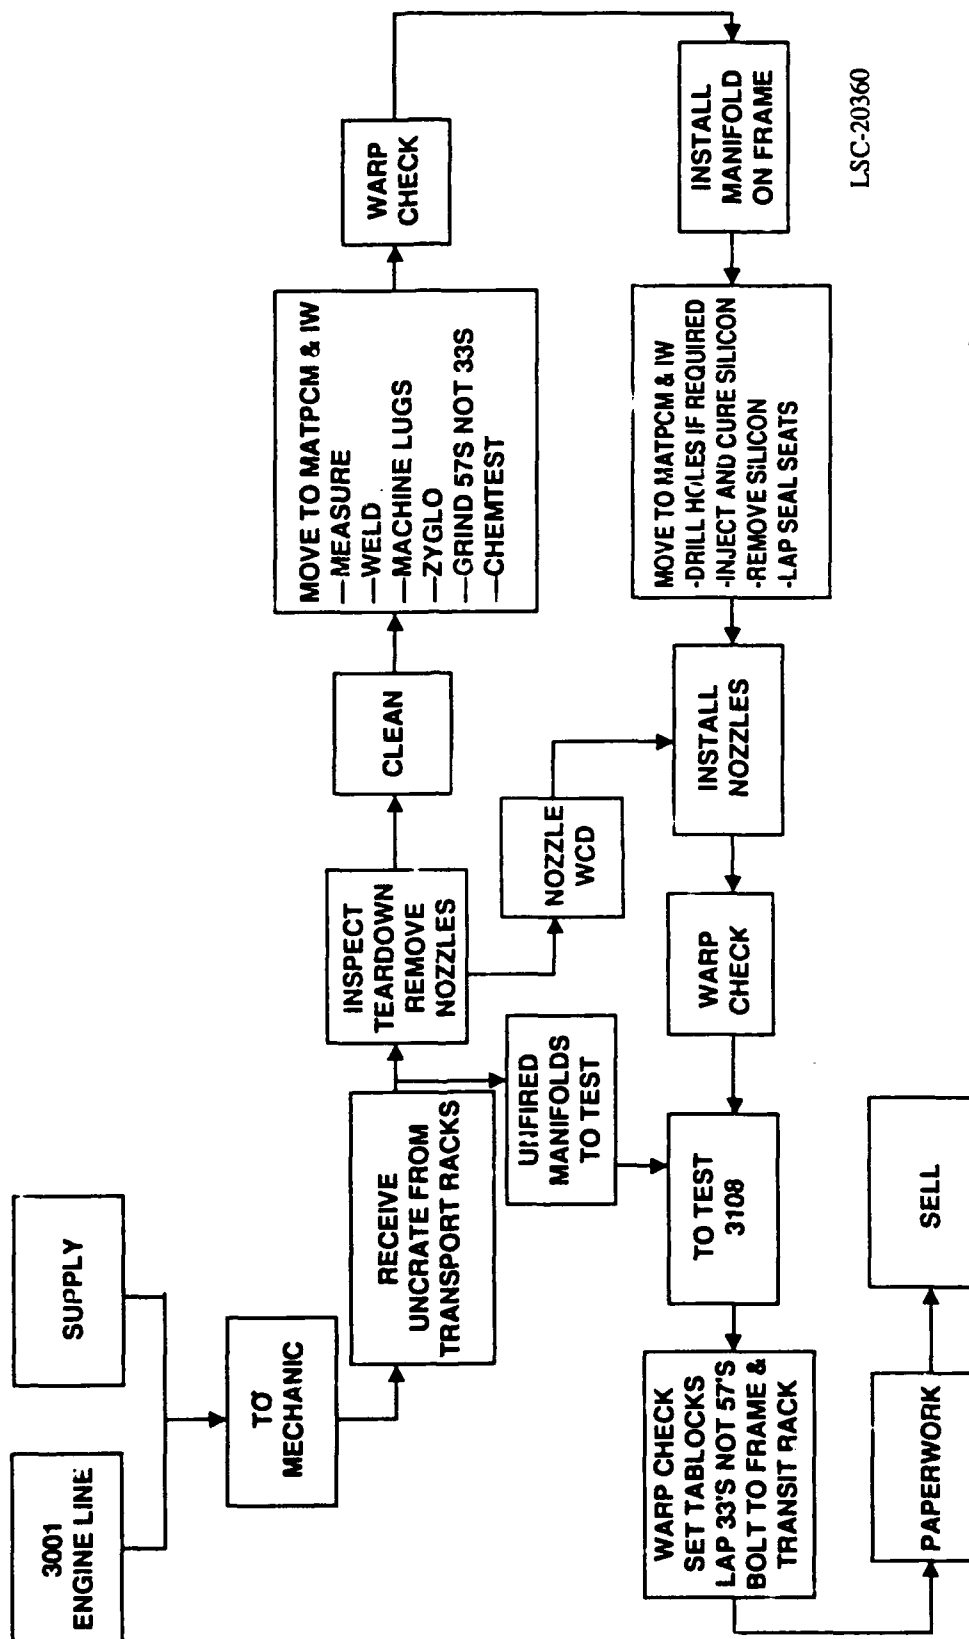 3001
ENGINE LINE
SUPPLY
TO
MECHANIC
RECEIVE
UNCRATE FROM
TRANSPORT RACKS
INSPECT
TEARDOWN
REMOVE
NOZZLES
CLEAN
MOVE TO MATPCM & IW
—MEASURE
—WELD
—MACHINE LUGS
—ZYGLO
—GRIND 57S NOT 33S
—CHEMTEST
WARP
CHECK
UNFIRED
MANIFOLDS
TO TEST
NOZZLE
WCD
INSTALL
MANIFOLD
ON FRAME
MOVE TO MATPCM & IW
-DRILL HOLES IF REQUIRED
-INJECT AND CURE SILICON
-REMOVE SILICON
-LAP SEAL SEATS
INSTALL
NOZZLES
WARP
CHECK
TO TEST
3108
WARP CHECK
SET TABLOCKS
LAP 33'S NOT 57'S
BOLT TO FRAME &
TRANSIT RACK
PAPERWORK
SELL
LSC-20360